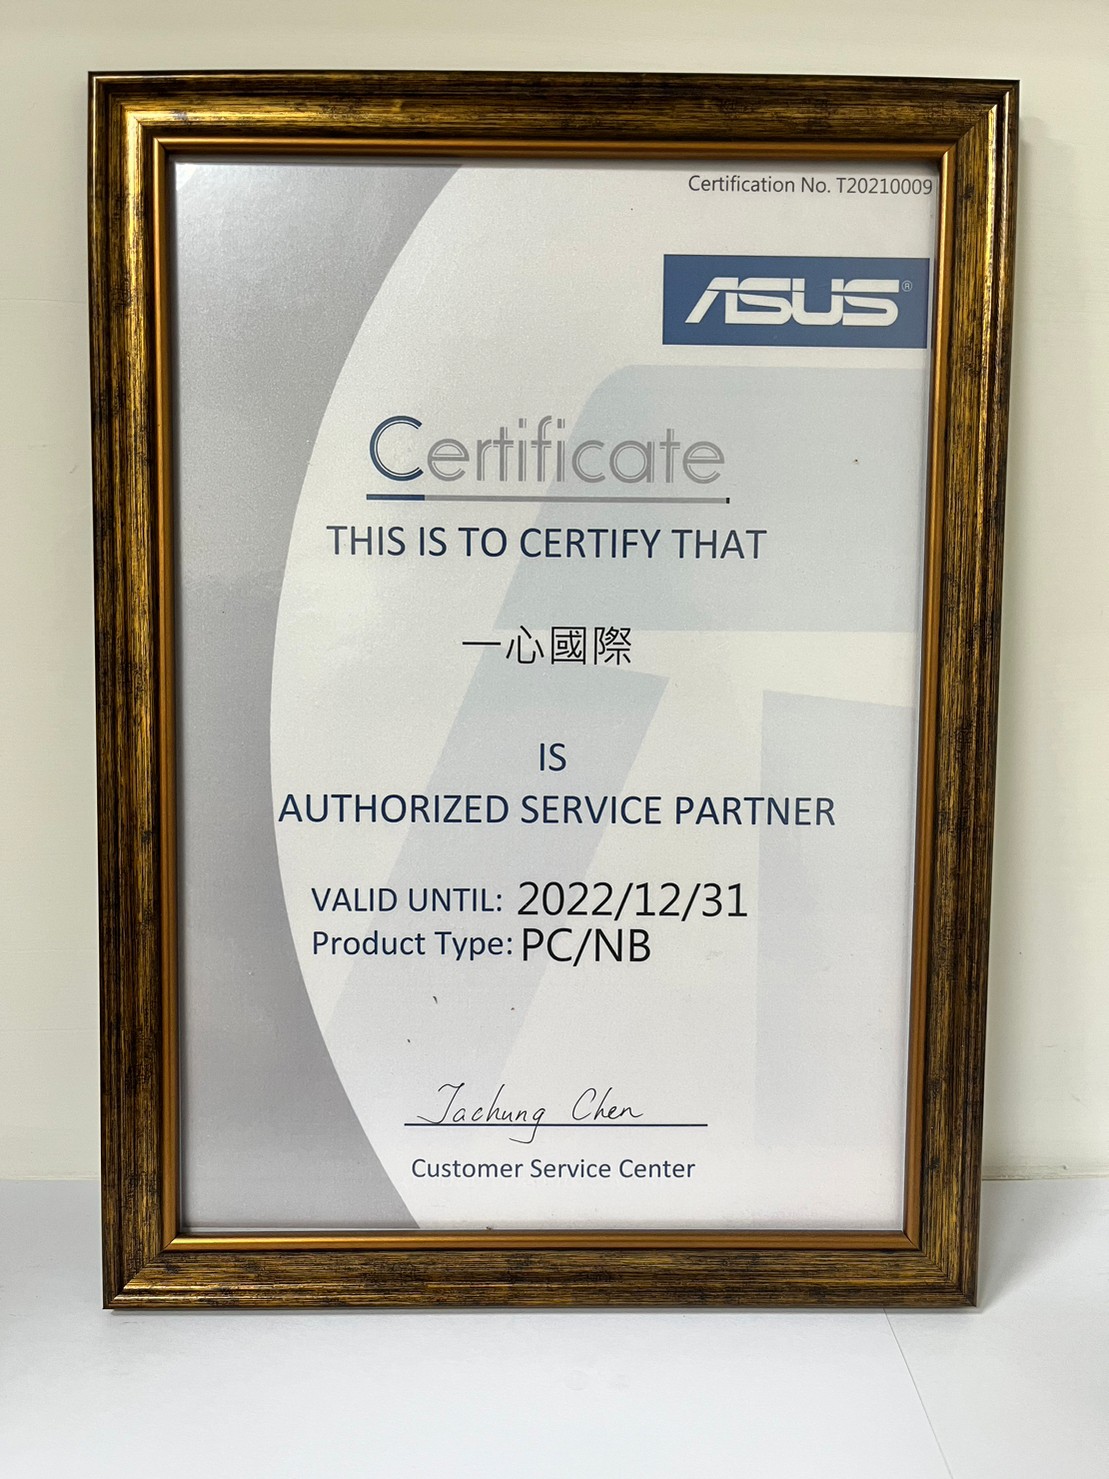 Certification No. T20210009
ASUS®
Certificate
THIS IS TO CERTIFY THAT
一心國際
IS
AUTHORIZED SERVICE PARTNER
VALID UNTIL: 2022/12/31
Product Type: PC/NB
Jachung Chen
Customer Service Center